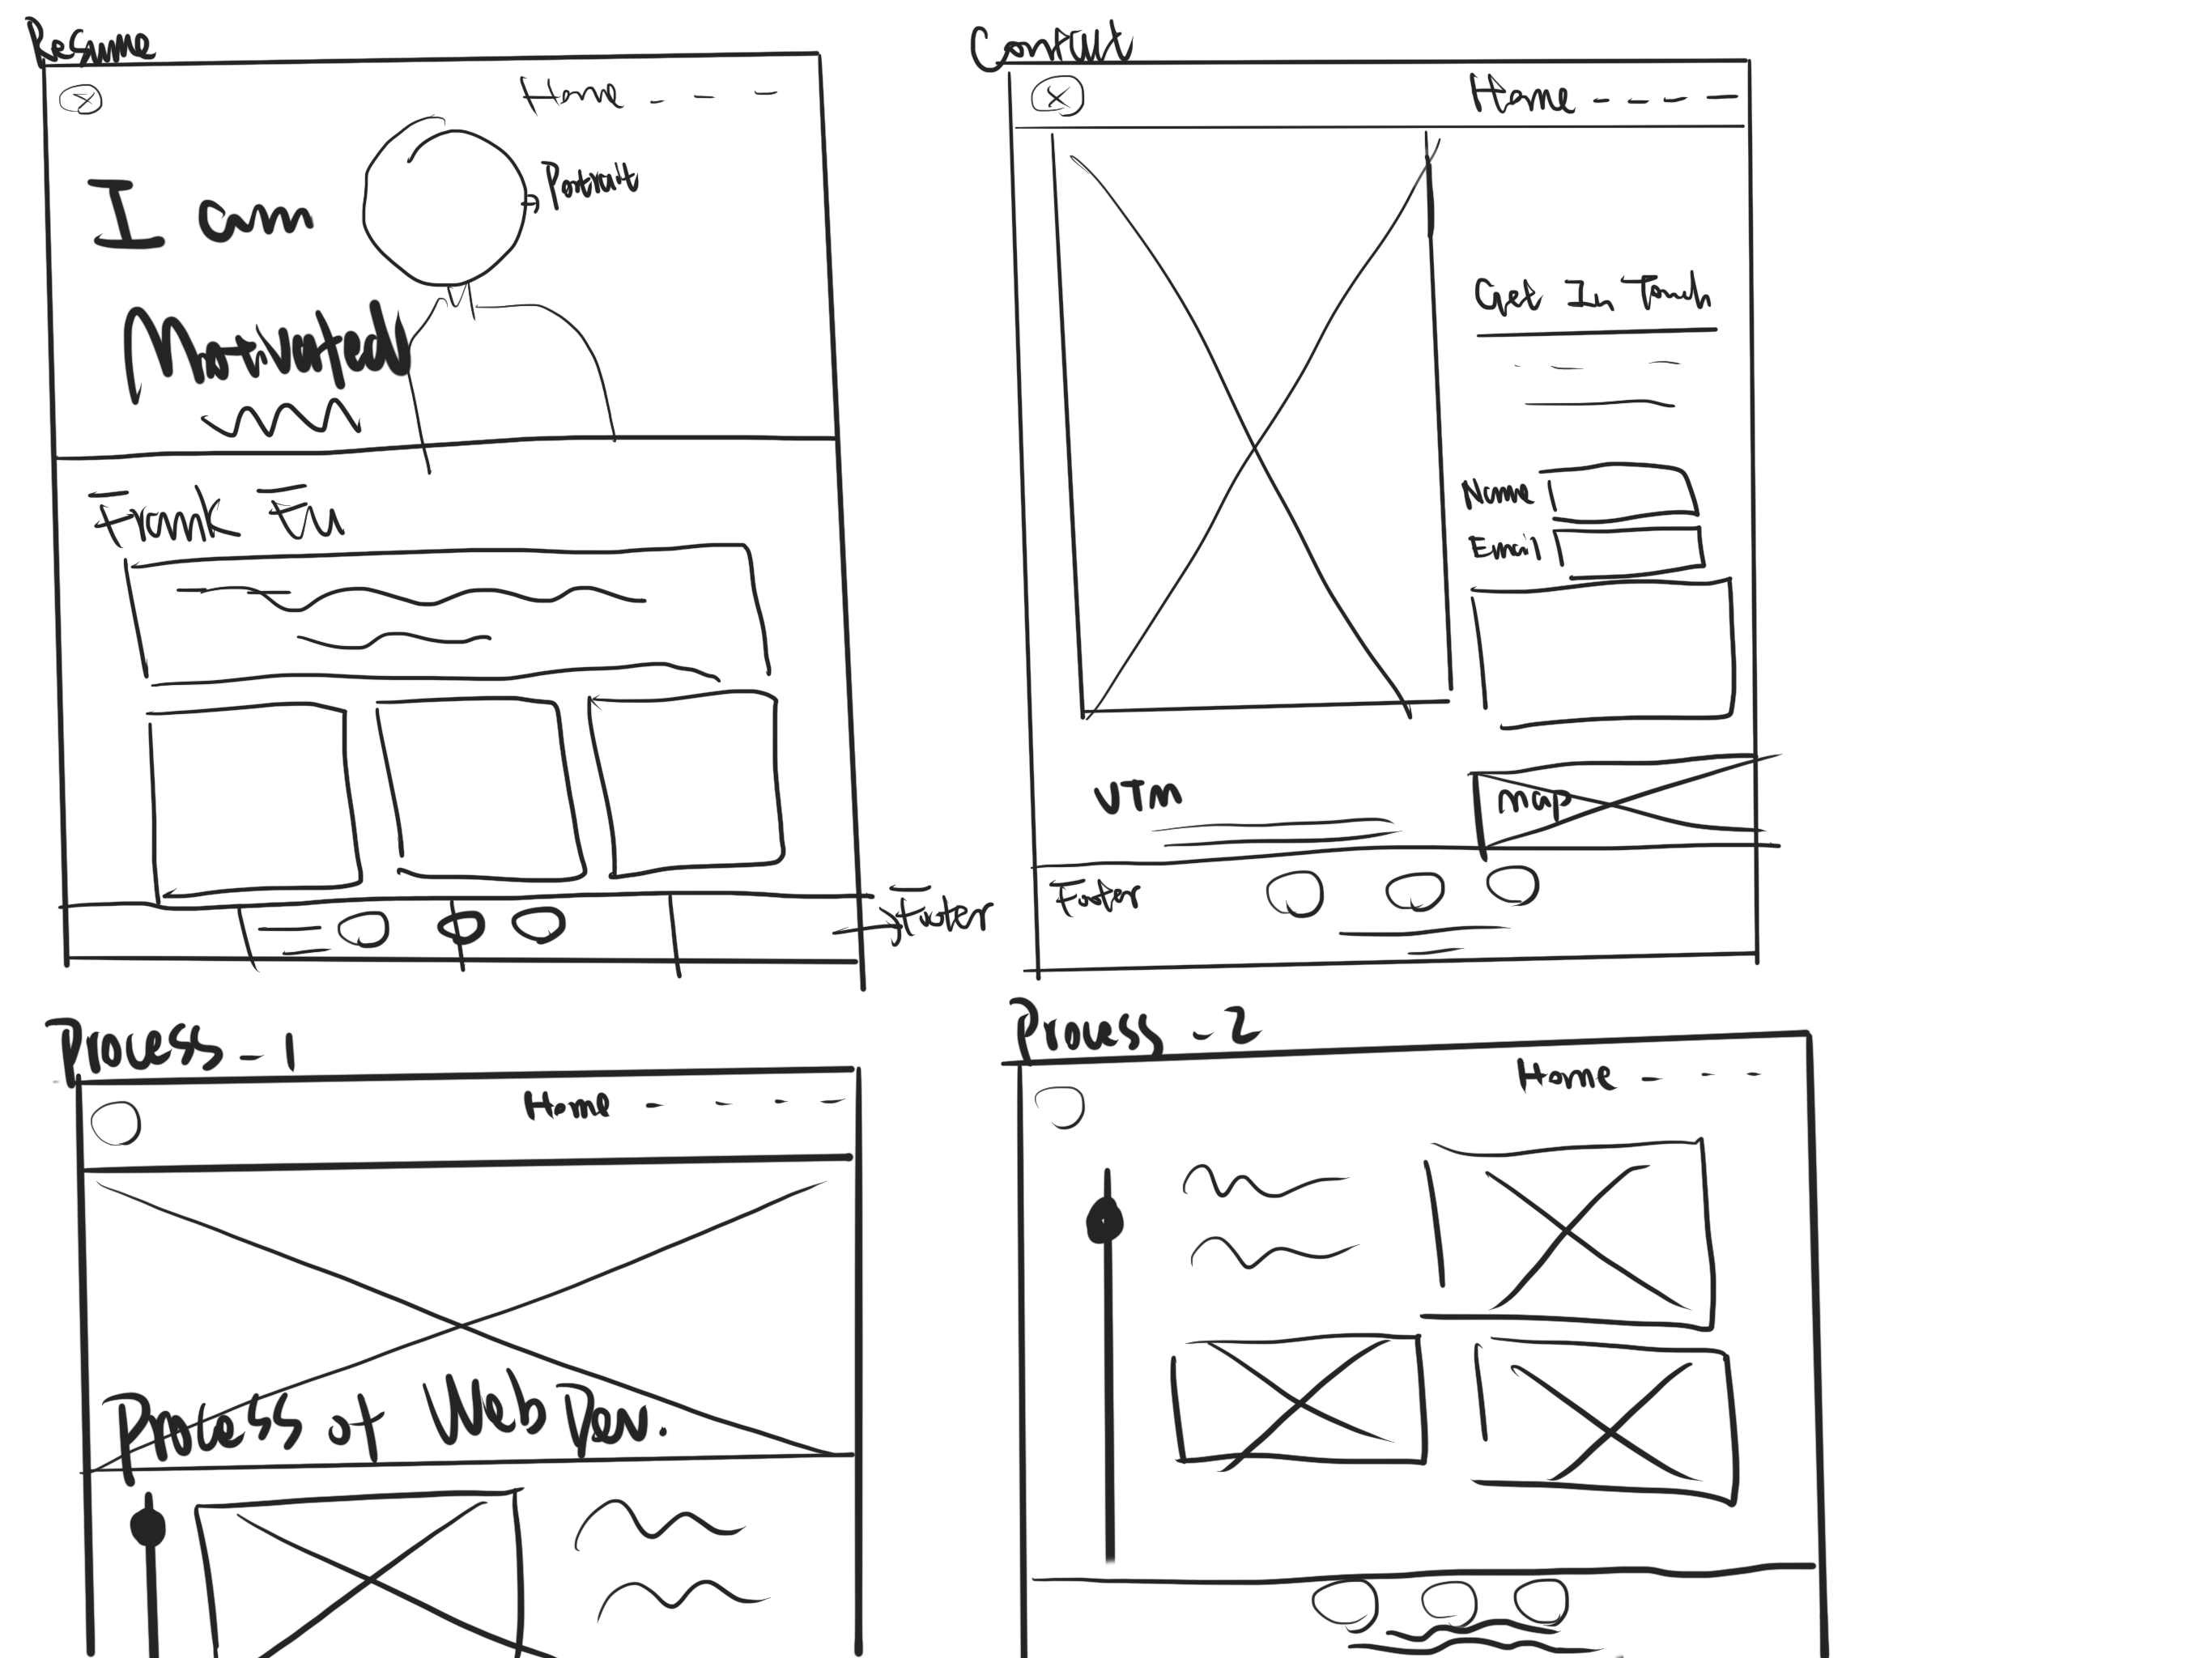 Resume
Home
Portrait
I am
Motivated
Frank Fu
Footer
Contact
Home
Get In Touch
Name
Email
UTM
Map
Footer
Process - 1
Home
Process of Web Dev.
Process - 2
Home